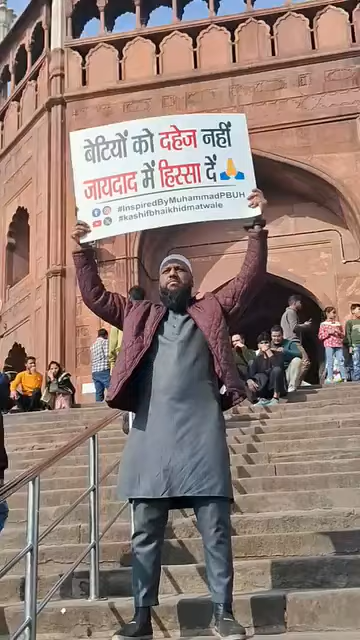 बेटियों को दहेज नहीं
जायदाद में हिस्सा दें🙏
#InspiredByMuhammadPBUH
#kashifbhaikhidmatwale